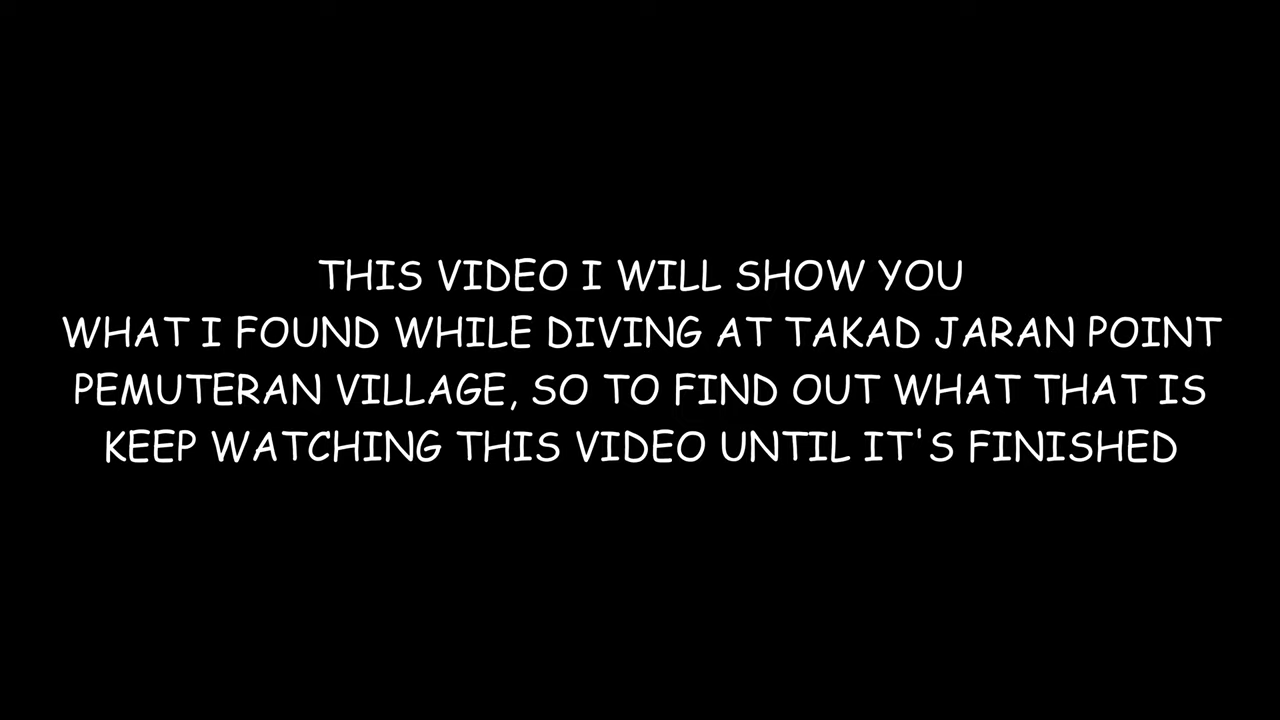 THIS VIDEO I WILL SHOW YOU
WHAT I FOUND WHILE DIVING AT TAKAD JARAN POINT
PEMUTERAN VILLAGE, SO TO FIND OUT WHAT THAT IS
KEEP WATCHING THIS VIDEO UNTIL IT'S FINISHED